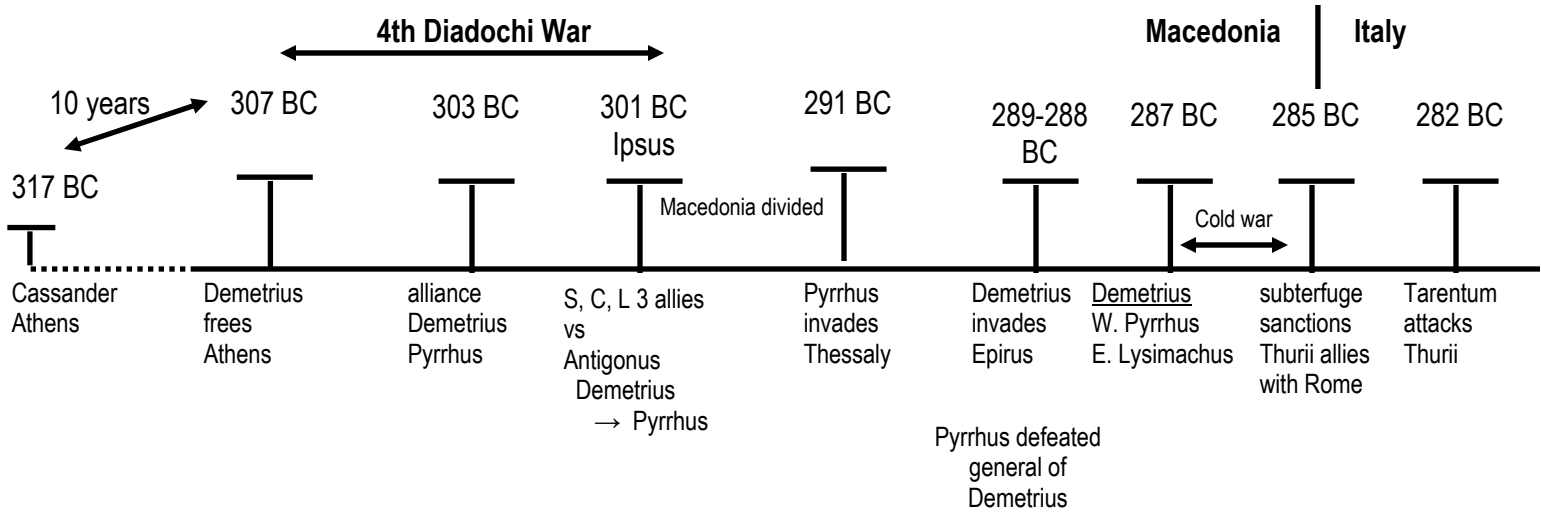 4th Diadochi War
Macedonia
Italy
10 years
317 BC
307 BC
303 BC
301 BC
Ipsus
Macedonia divided
291 BC
289-288
BC
287 BC
Cold war
285 BC
282 BC
Cassander
Athens
Demetrius
frees
Athens
alliance
Demetrius
Pyrrhus
S, C, L 3 allies
vs
Antigonus
Demetrius
→ Pyrrhus
Pyrrhus
invades
Thessaly
Demetrius
invades
Epirus
Pyrrhus defeated
general of
Demetrius
Demetrius
W. Pyrrhus
E. Lysimachus
subterfuge
sanctions
Thurii allies
with Rome
Tarentum
attacks
Thurii